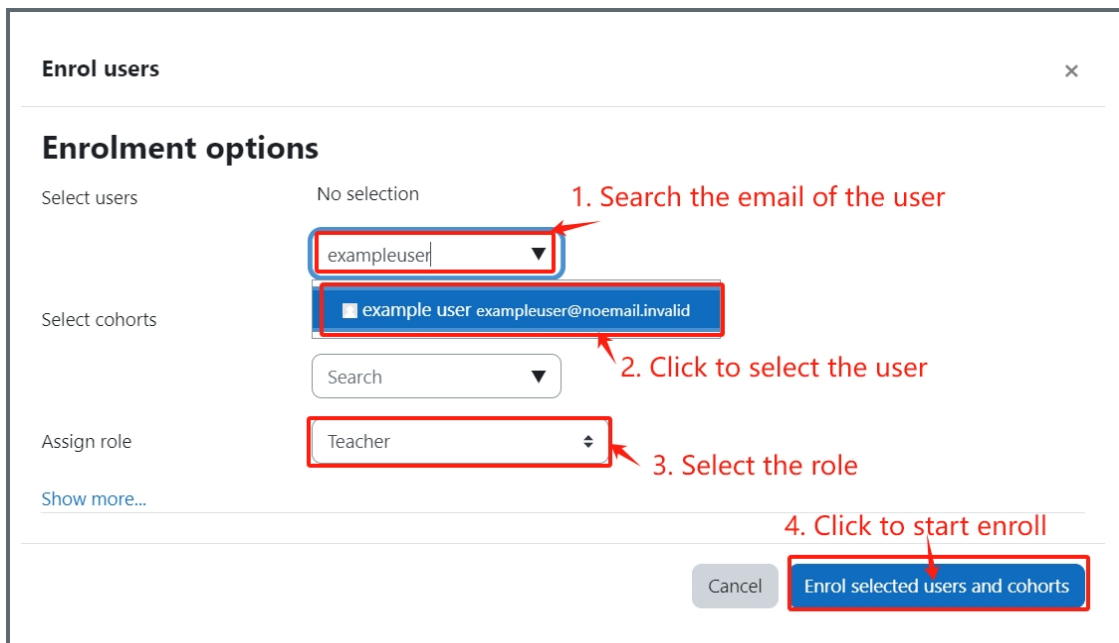 Enrol users
×
Enrolment options
Select users
No selection
1. Search the email of the user
exampleuser
example user exampleuser@noemail.invalid
Select cohorts
2. Click to select the user
Search
Assign role
Teacher
3. Select the role
Show more...
4. Click to start enroll
Cancel
Enrol selected users and cohorts